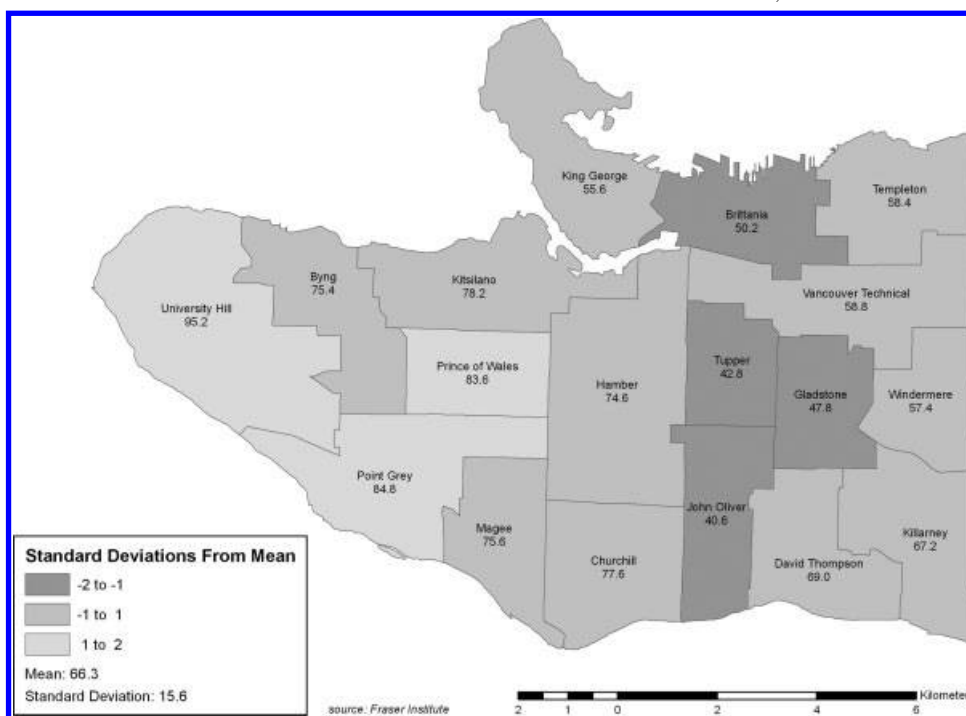 King George
55.6
Brittania
50.2
Templeton
58.4
Byng
75.4
Kitsilano
78.2
University Hill
95.2
Vancouver Technical
58.8
Prince of Wales
83.6
Hamber
74.6
Tupper
42.8
Gladstone
47.8
Windermere
57.4
Point Grey
84.8
Magee
75.6
Churchill
77.6
John Oliver
40.6
David Thompson
69.0
Killarney
67.2
Standard Deviations From Mean
-2 to -1
-1 to 1
1 to 2
Mean: 66.3
Standard Deviation: 15.6
source: Fraser Institute
Kilomete
2 1 0 2 4 6